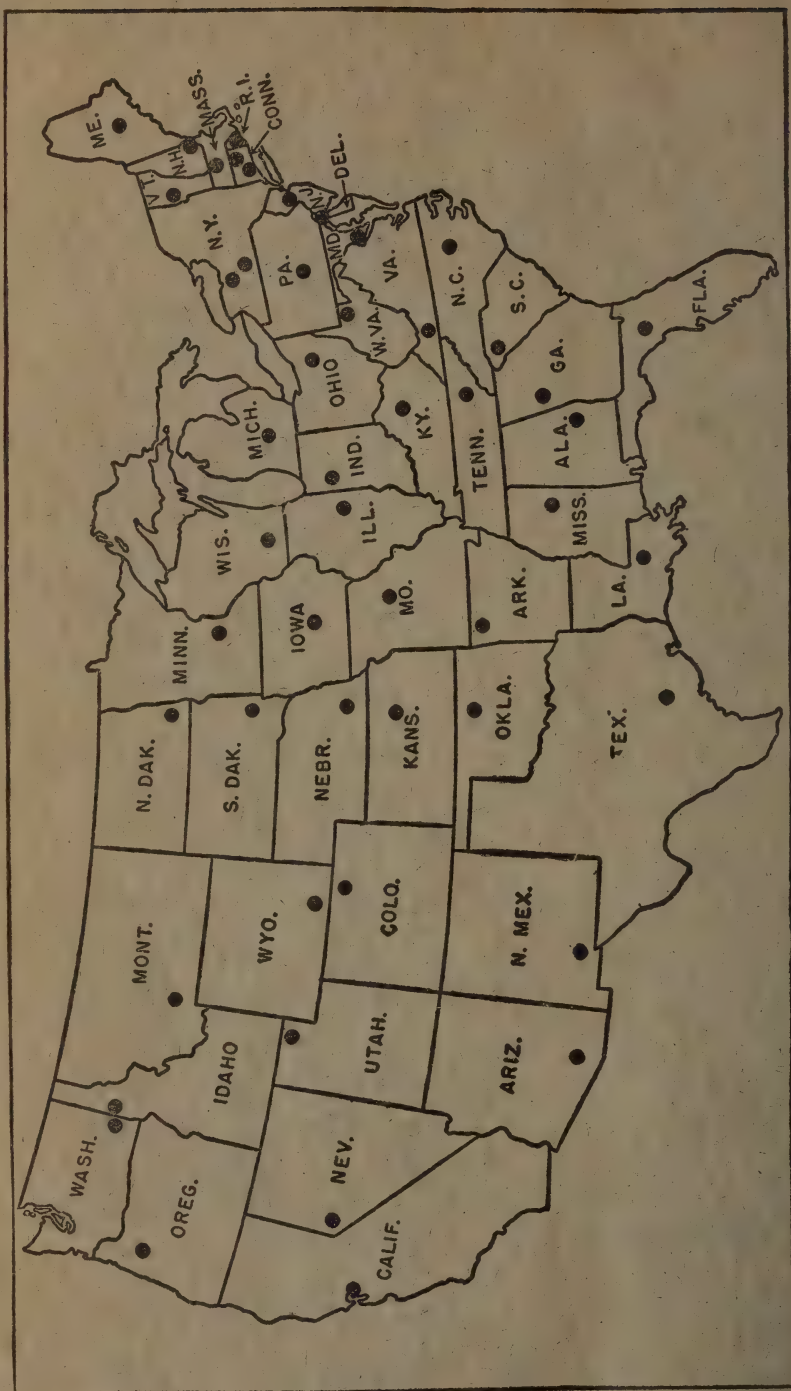 WASH.
OREG.
CALIF.
NEV.
IDAHO
MONT.
WYO.
UTAH.
ARIZ.
COLO.
N. MEX.
N. DAK.
S. DAK.
NEBR.
KANS.
OKLA.
TEX.
MINN.
IOWA
MO.
ARK.
LA.
WIS.
ILL.
MICH.
IND.
OHIO
KY.
TENN.
MISS.
ALA.
GA.
FLA.
S.C.
N.C.
VA.
W.VA.
MD.
DEL.
PA.
N.J.
N.Y.
VT.
N.H.
ME.
MASS.
R.I.
CONN.